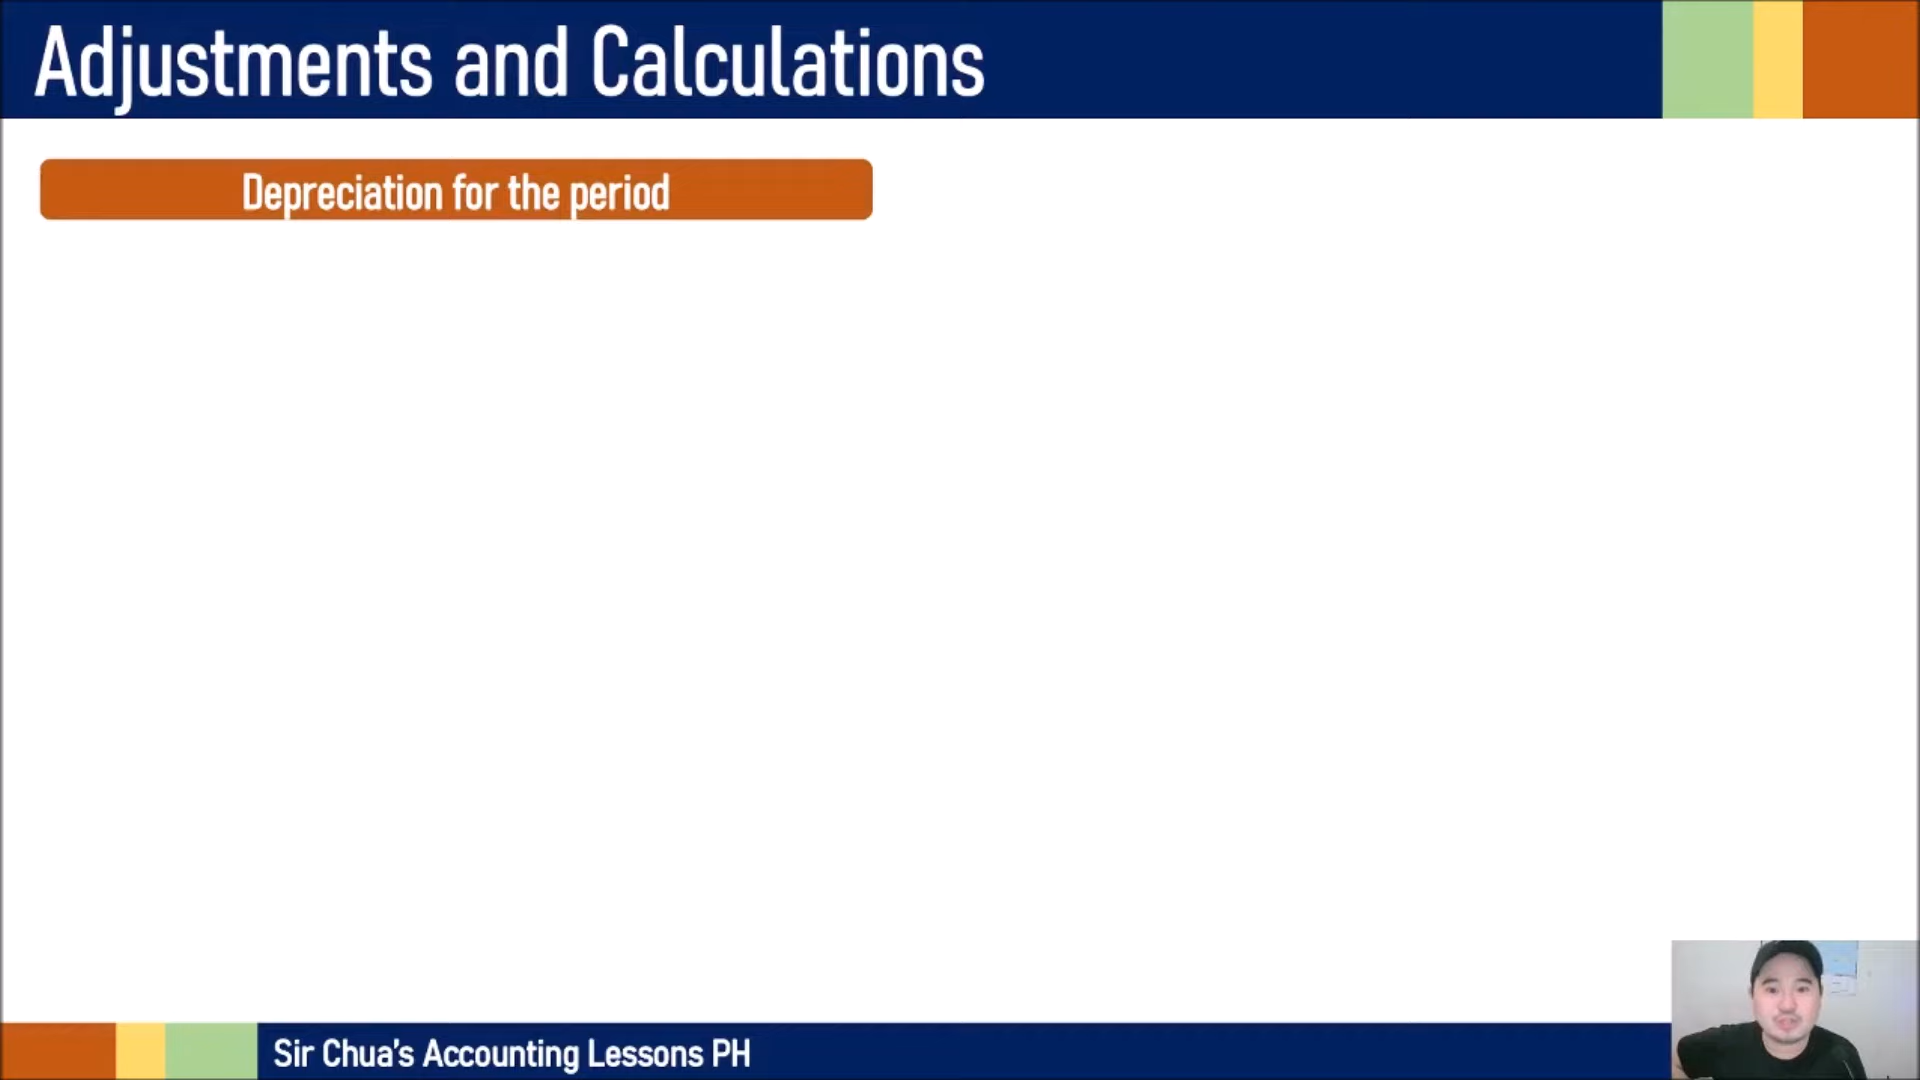 Adjustments and Calculations
Depreciation for the period
Sir Chua's Accounting Lessons PH